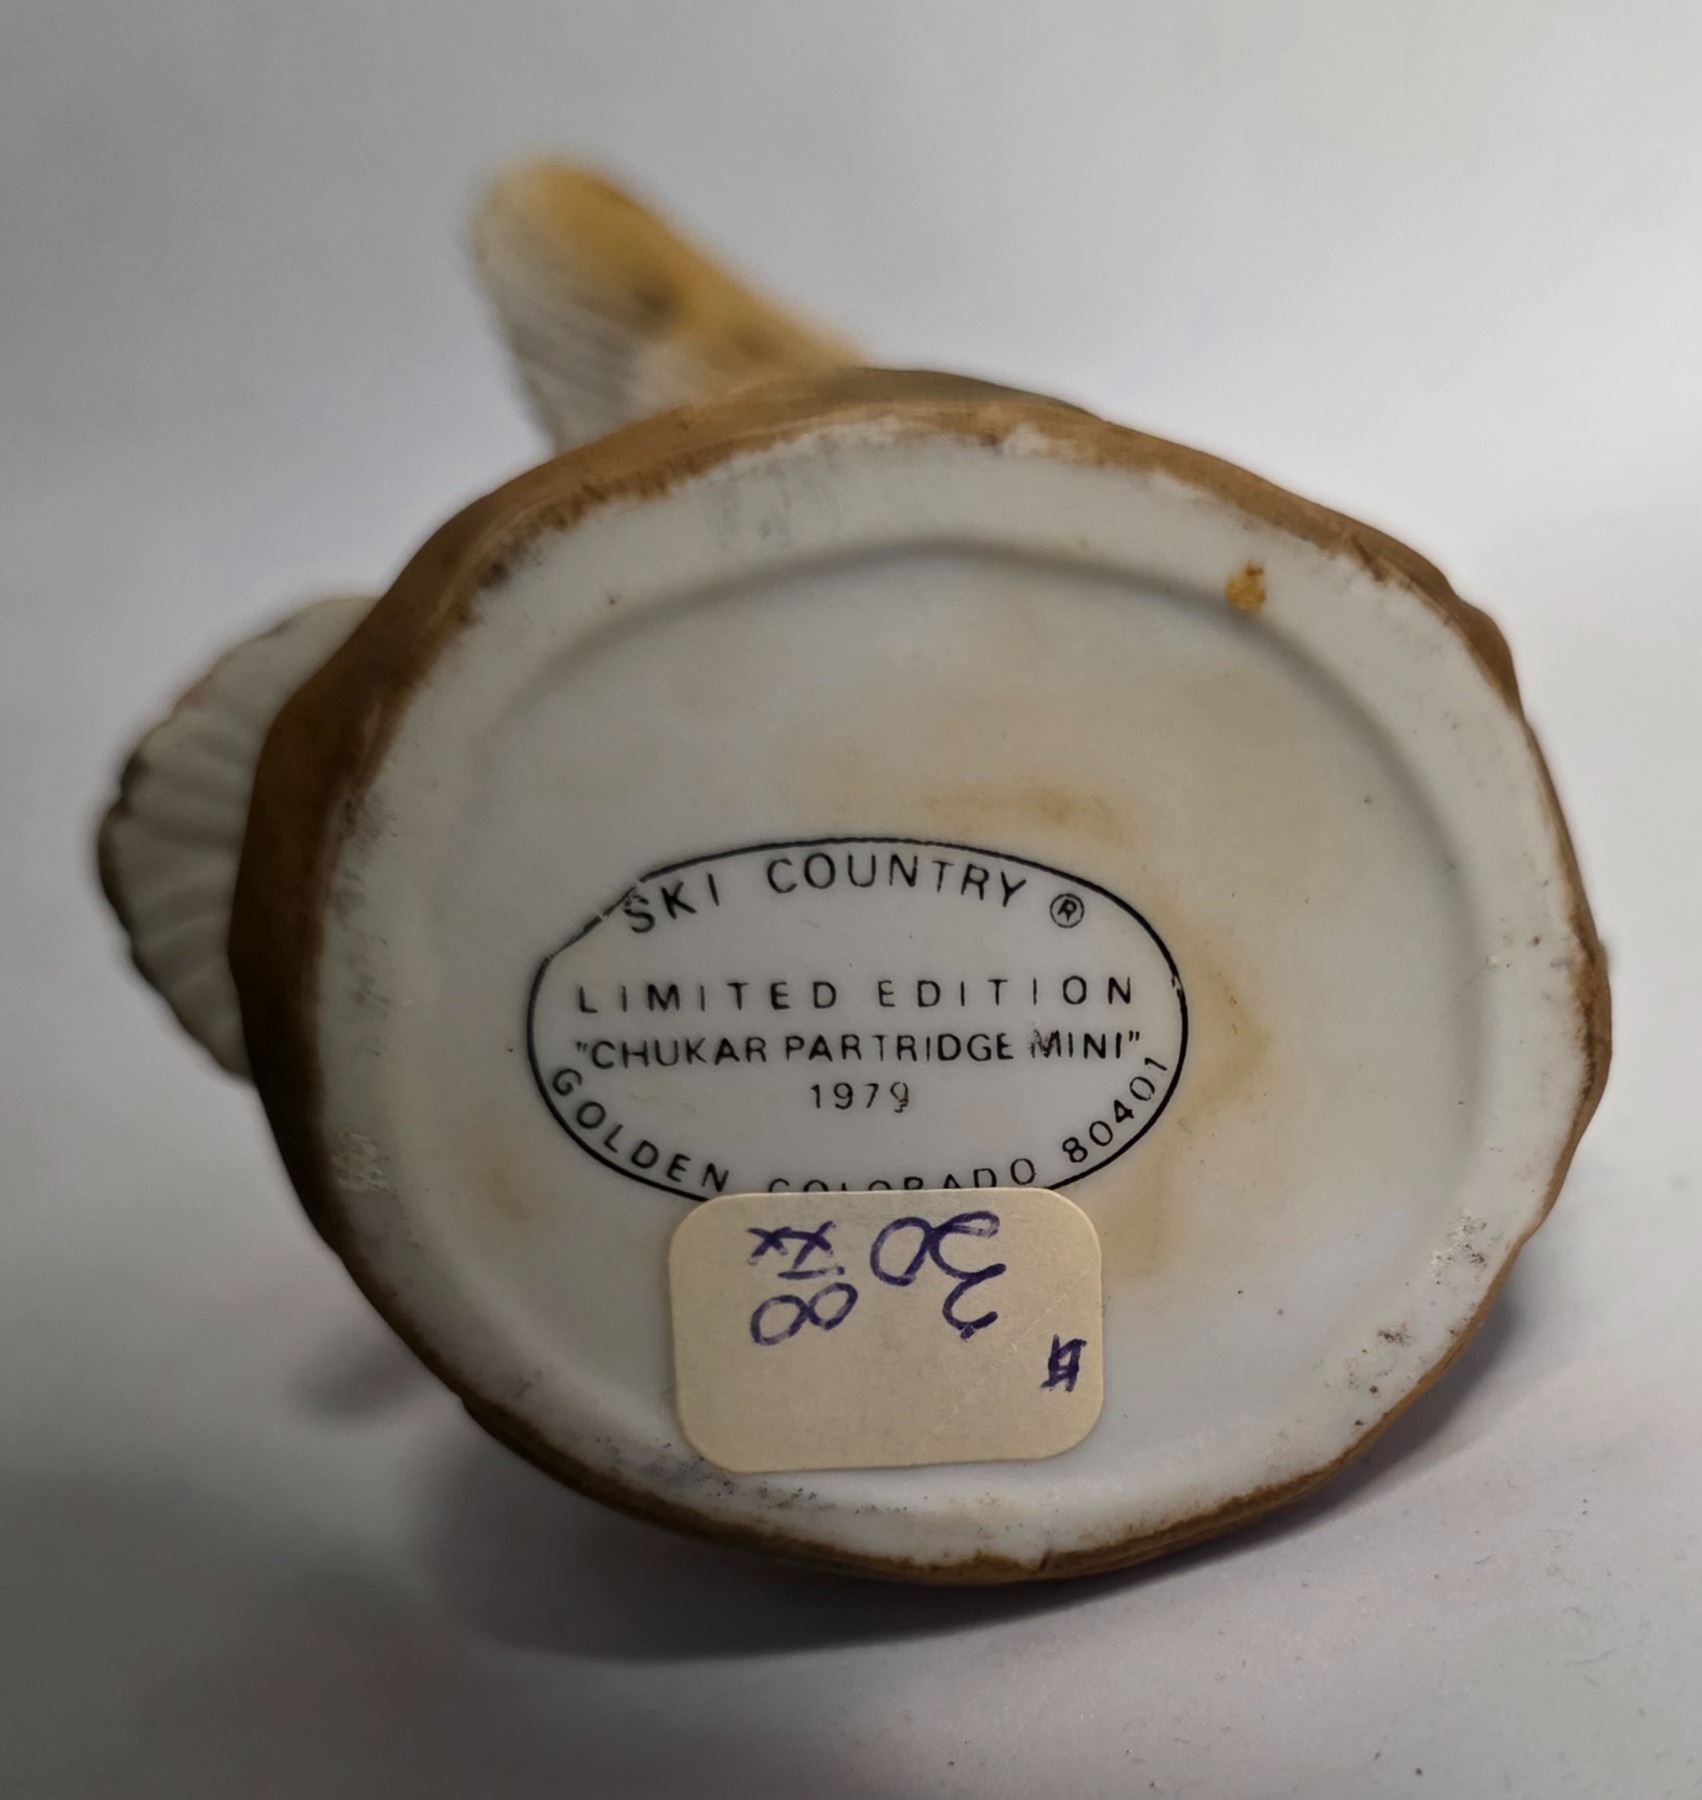 SKI COUNTRY ®
LIMITED EDITION
"CHUKAR PARTRIDGE MINI"
1979
GOLDEN COLORADO 80401